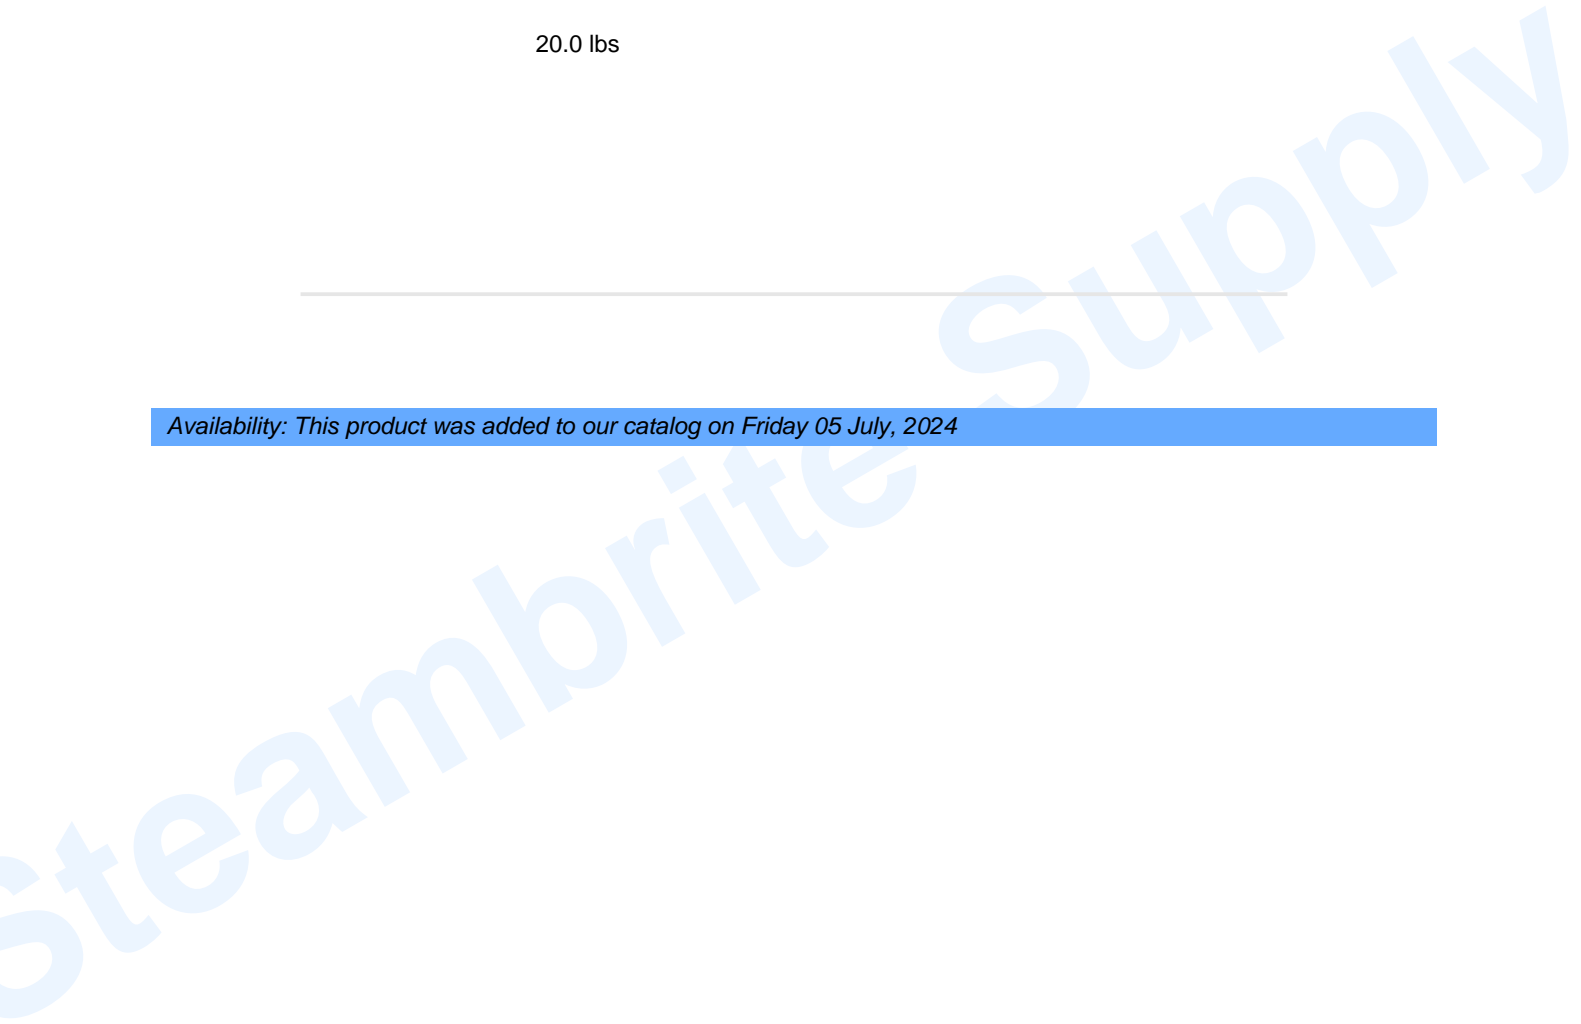 20.0 lbs
Availability: This product was added to our catalog on Friday 05 July, 2024
Steambrite Supply